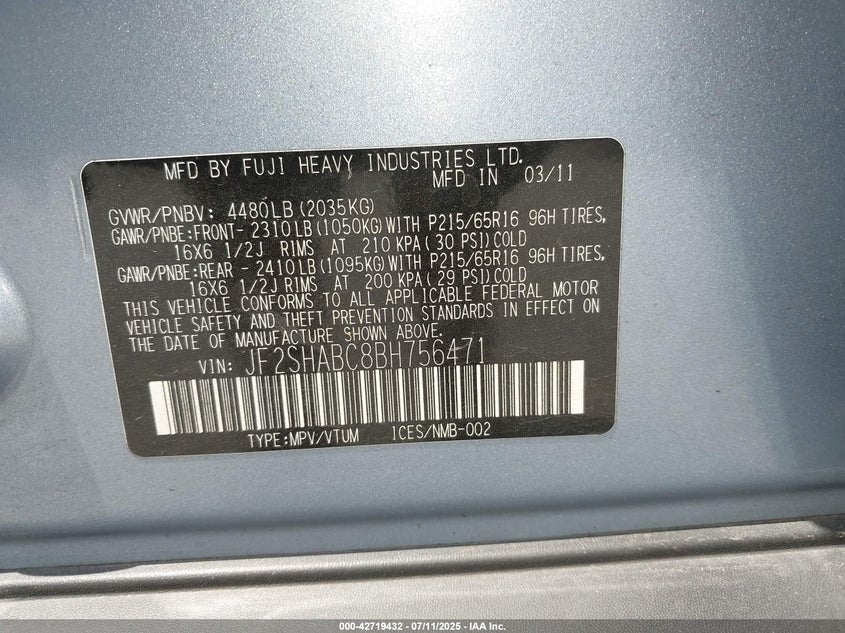 MFD BY FUJI HEAVY INDUSTRIES LTD.
MFD IN 03/11
GVWR/PNBV: 4480LB(2035KG)
GAWR/PNBE:FRONT- 2310LB(1050KG)WITH P215/65R16 96H TIRES,
16X6 1/2J RIMS AT 210 KPA(30 PSI)COLD
GAWR/PNBE:REAR - 2410LB(1095KG)WITH P215/65R16 96H TIRES,
16X6 1/2J RIMS AT 200 KPA(29 PSI)COLD
THIS VEHICLE CONFORMS TO ALL APPLICABLE FEDERAL MOTOR
VEHICLE SAFETY AND THEFT PREVENTION STANDARDS IN EFFECT ON
THE DATE OF MANUFACTURE SHOWN ABOVE.
VIN: JF2SHABC8BH756471
TYPE:MPV/VTUM ICES/NMB-002
000-42719432 - 07/11/2025 - IAA Inc.